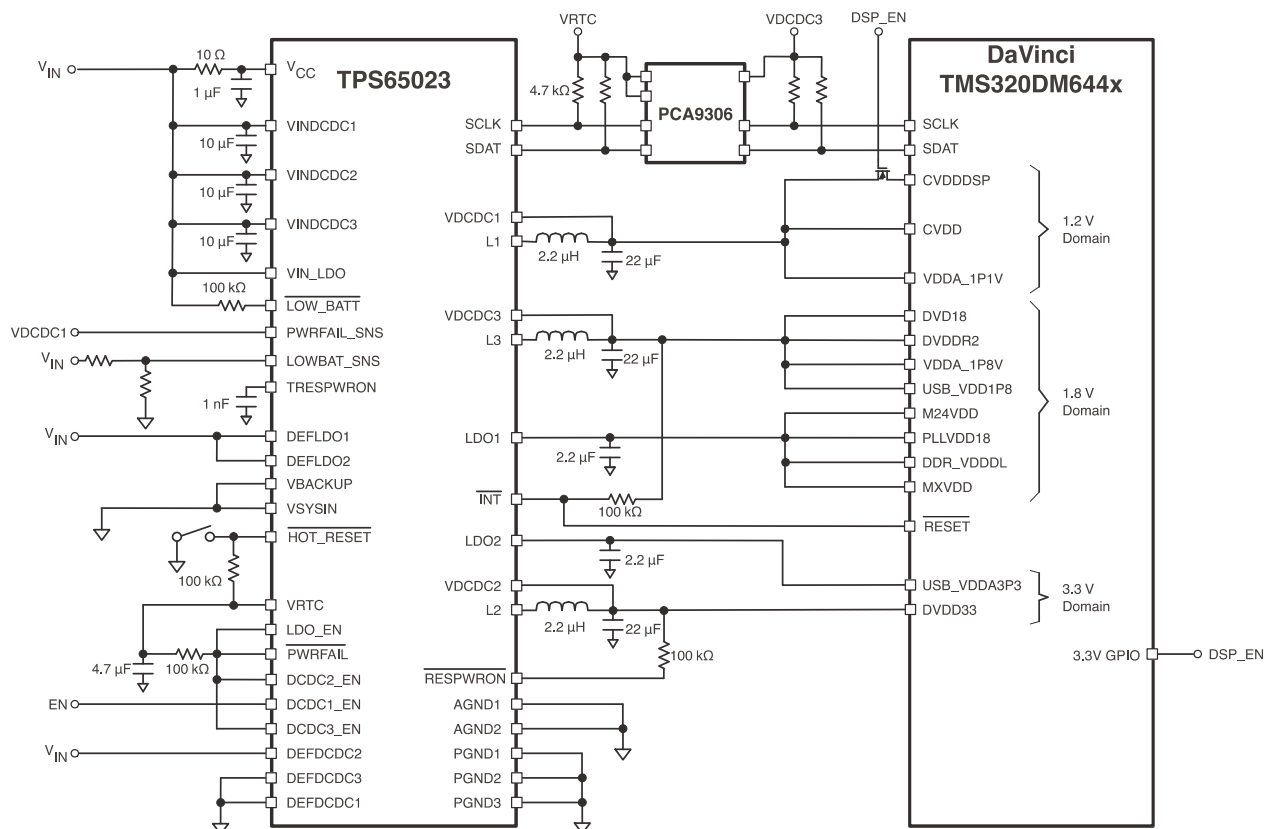 VRTC
VDCDC3
DSP_EN
10 Ω
VIN
VCC
1 µF
TPS65023
DaVinci
TMS320DM644x
4.7 kΩ
PCA9306
VINDCDC1
10 µF
SCLK
SCLK
SDAT
SDAT
VINDCDC2
10 µF
CVDDDSP
VINDCDC3
10 µF
VDCDC1
L1
2.2 µH
22 µF
CVDD
1.2 V
Domain
VIN_LDO
VDDA_1P1V
100 kΩ
LOW_BATT
VDCDC1
PWRFAIL_SNS
VDCDC3
L3
2.2 µH
22 µF
DVD18
DVDDR2
VIN
LOWBAT_SNS
VDDA_1P8V
TRESPWRON
1 nF
USB_VDD1P8
1.8 V
Domain
M24VDD
VIN
DEFLDO1
LDO1
2.2 µF
PLLVDD18
DEFLDO2
DDR_VDDDL
VBACKUP
MXVDD
VSYSIN
INT
100 kΩ
RESET
HOT_RESET
LDO2
2.2 µF
100 kΩ
VDCDC2
USB_VDDA3P3
3.3 V
Domain
VRTC
L2
2.2 µH
22 µF
DVDD33
LDO_EN
PWRFAIL
4.7 µF
100 kΩ
100 kΩ
3.3V GPIO
DSP_EN
DCDC2_EN
RESPWRON
EN
DCDC1_EN
AGND1
DCDC3_EN
AGND2
VIN
DEFDCDC2
PGND1
DEFDCDC3
PGND2
DEFDCDC1
PGND3